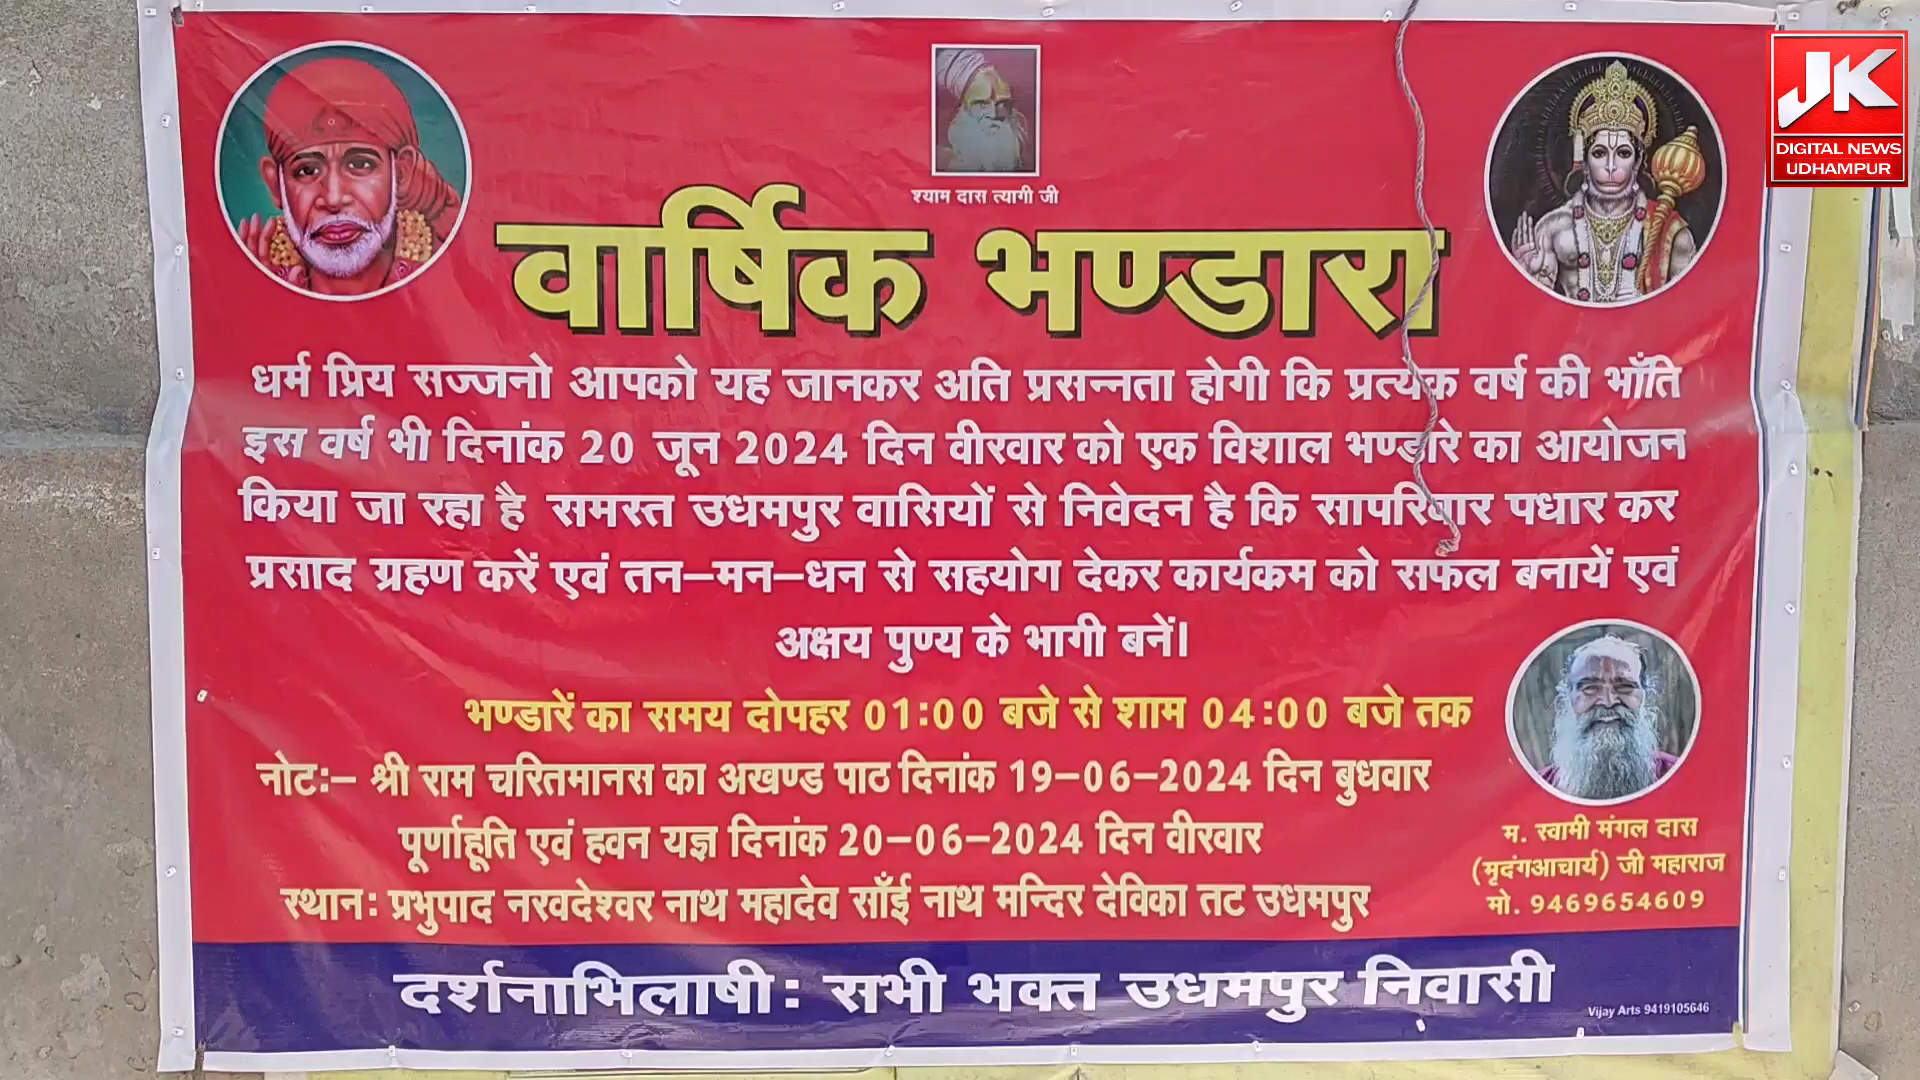 JK
DIGITAL NEWS
UDHAMPUR
श्याम दास त्यागी जी
वार्षिक भण्डारा
धर्म प्रिय सज्जनो आपको यह जानकर अति प्रसन्नता होगी कि प्रत्येक वर्ष की भाँति
इस वर्ष भी दिनांक 20 जून 2024 दिन वीरवार को एक विशाल भण्डारे का आयोजन
किया जा रहा है समस्त उधमपुर वासियों से निवेदन है कि सापरिवार पधार कर
प्रसाद ग्रहण करें एवं तन–मन–धन से सहयोग देकर कार्यकम को सफल बनायें एवं
अक्षय पुण्य के भागी बनें।
भण्डारें का समय दोपहर 01:00 बजे से शाम 04:00 बजे तक
नोटः– श्री राम चरितमानस का अखण्ड पाठ दिनांक 19–06–2024 दिन बुधवार
पूर्णाहूति एवं हवन यज्ञ दिनांक 20–06–2024 दिन वीरवार
स्थानः प्रभुपाद नरवदेश्वर नाथ महादेव साँई नाथ मन्दिर देविका तट उधमपुर
म. स्वामी मंगल दास
(मृदंगआचार्य) जी महाराज
मो. 9469654609
दर्शनाभिलाषी: सभी भक्त उधमपुर निवासी
Vijay Arts 9419105646